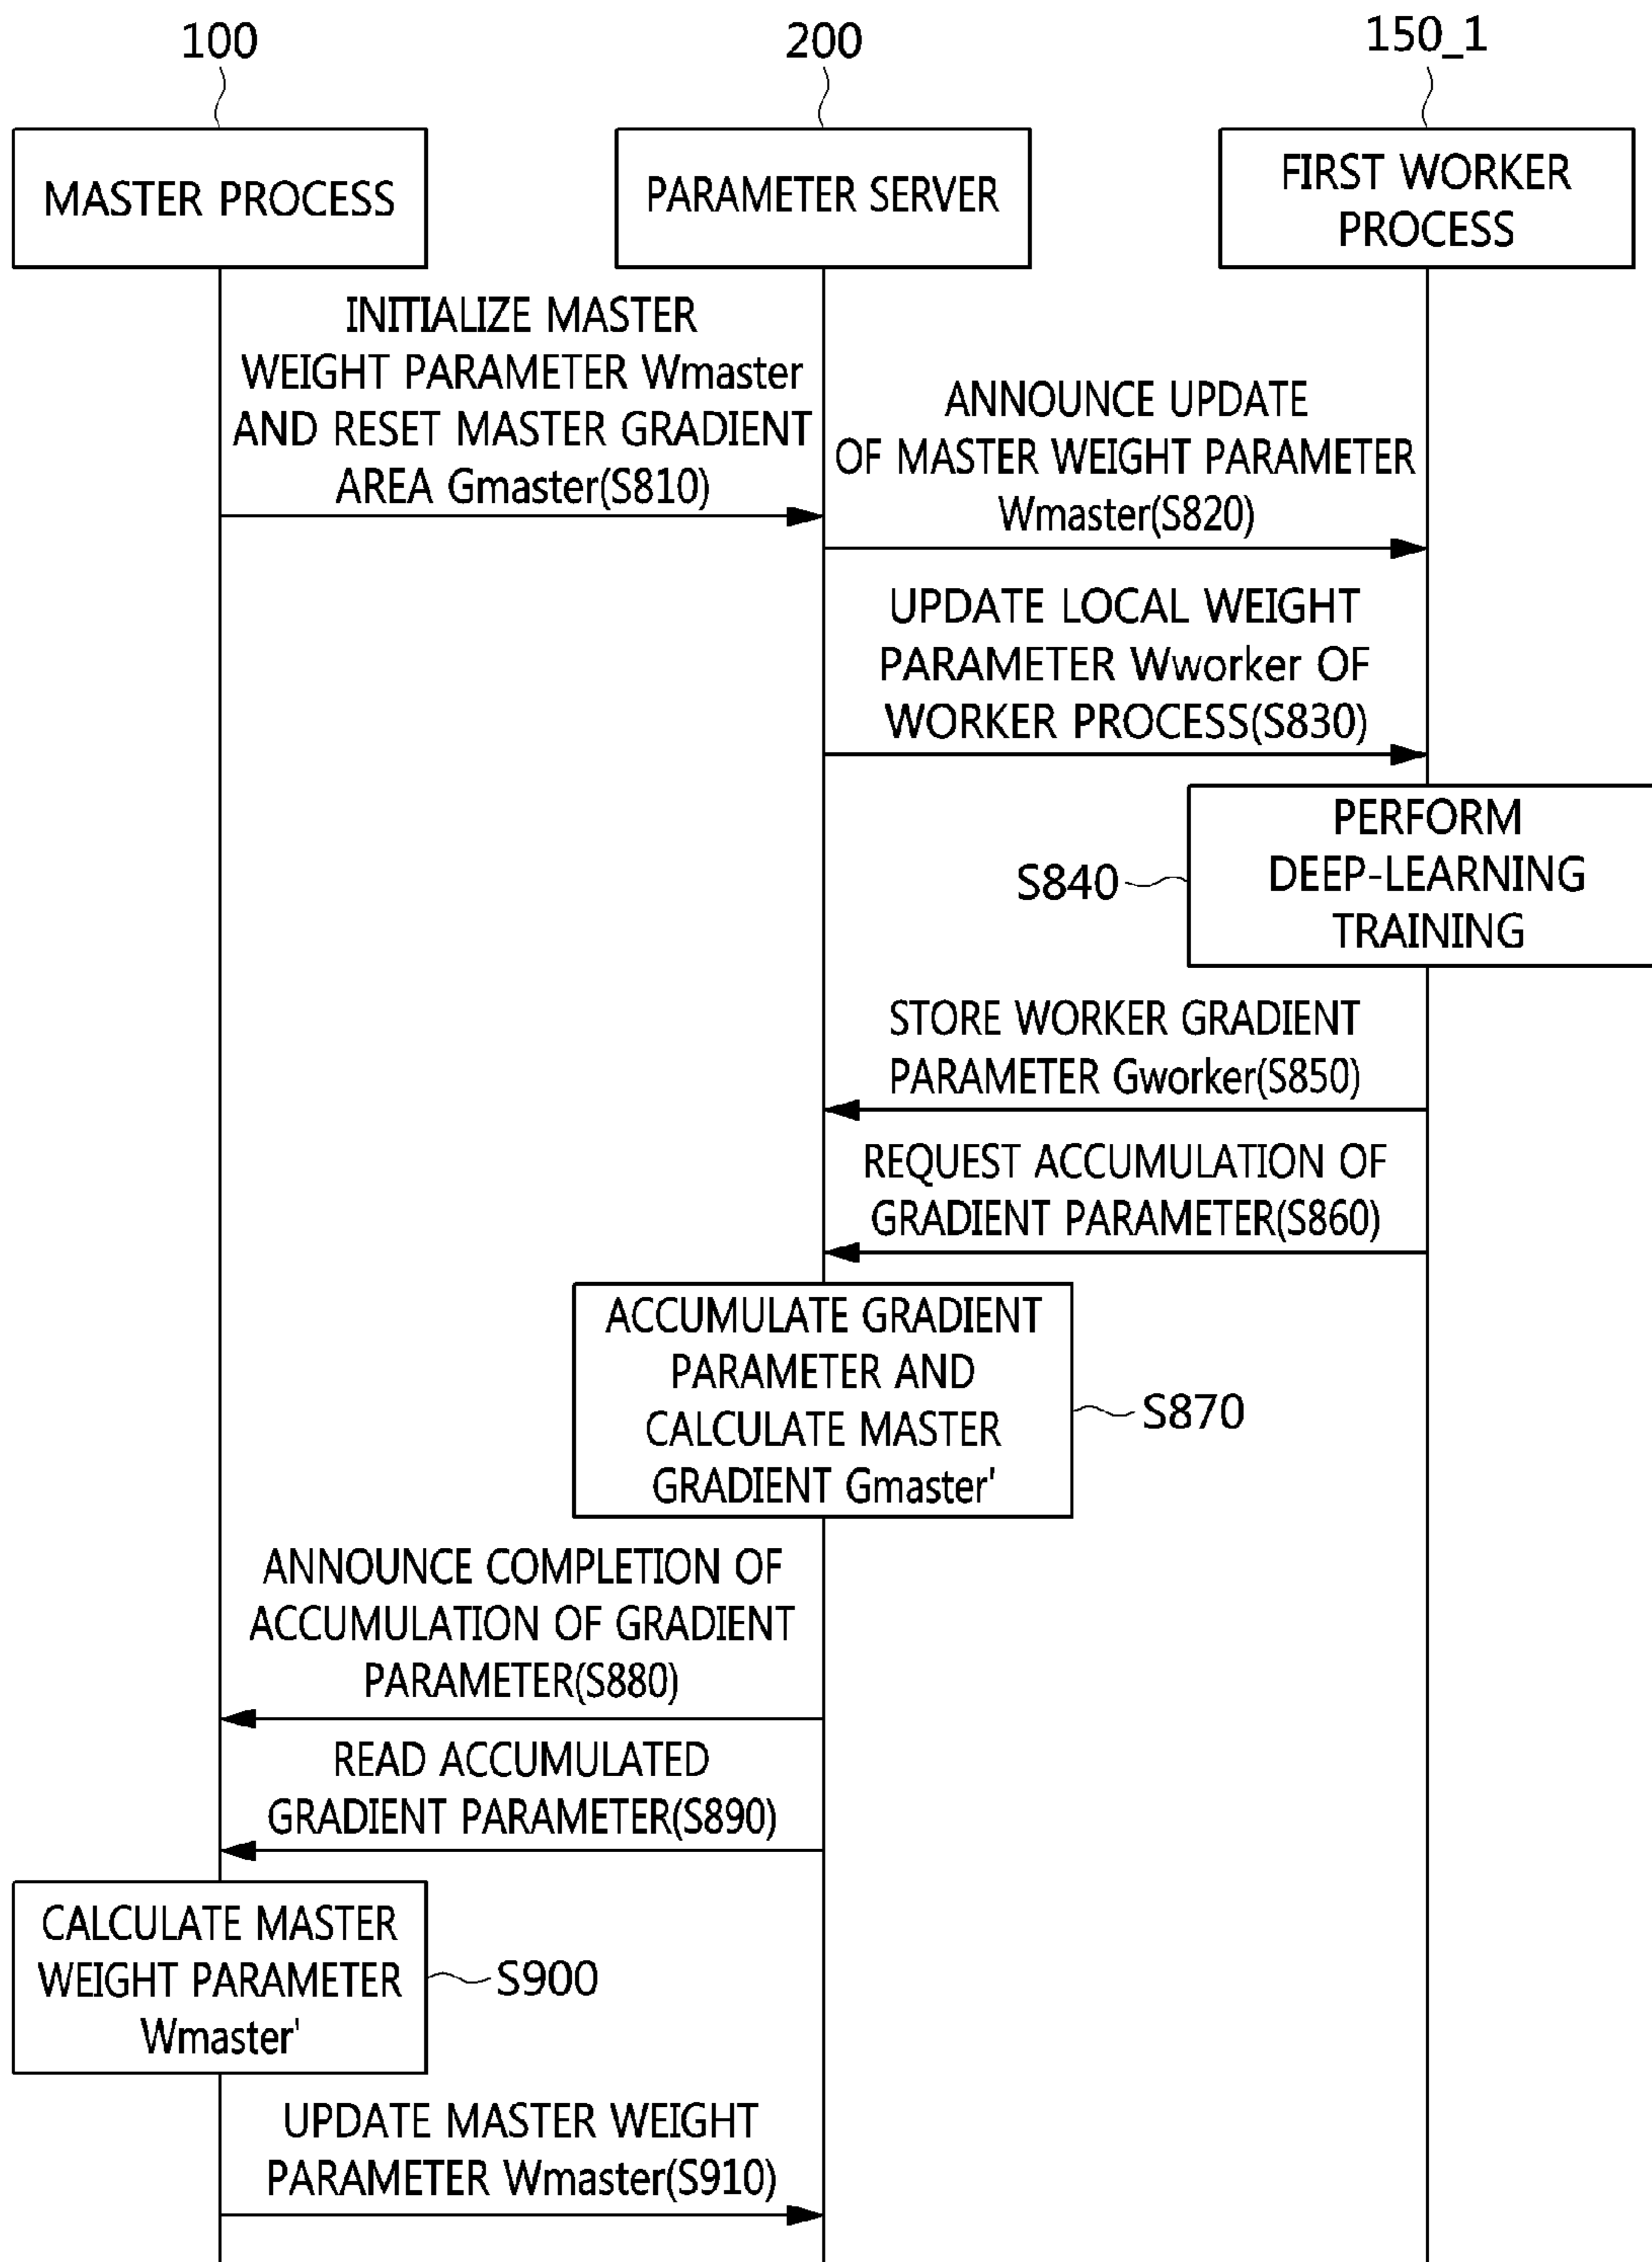 100
200
150_1
MASTER PROCESS
PARAMETER SERVER
FIRST WORKER
PROCESS
INITIALIZE MASTER
WEIGHT PARAMETER Wmaster
AND RESET MASTER GRADIENT
AREA Gmaster(S810)
ANNOUNCE UPDATE
OF MASTER WEIGHT PARAMETER
Wmaster(S820)
UPDATE LOCAL WEIGHT
PARAMETER Wworker OF
WORKER PROCESS(S830)
S840
PERFORM
DEEP-LEARNING
TRAINING
STORE WORKER GRADIENT
PARAMETER Gworker(S850)
REQUEST ACCUMULATION OF
GRADIENT PARAMETER(S860)
ACCUMULATE GRADIENT
PARAMETER AND
CALCULATE MASTER
GRADIENT Gmaster'
S870
ANNOUNCE COMPLETION OF
ACCUMULATION OF GRADIENT
PARAMETER(S880)
READ ACCUMULATED
GRADIENT PARAMETER(S890)
CALCULATE MASTER
WEIGHT PARAMETER
Wmaster'
S900
UPDATE MASTER WEIGHT
PARAMETER Wmaster(S910)